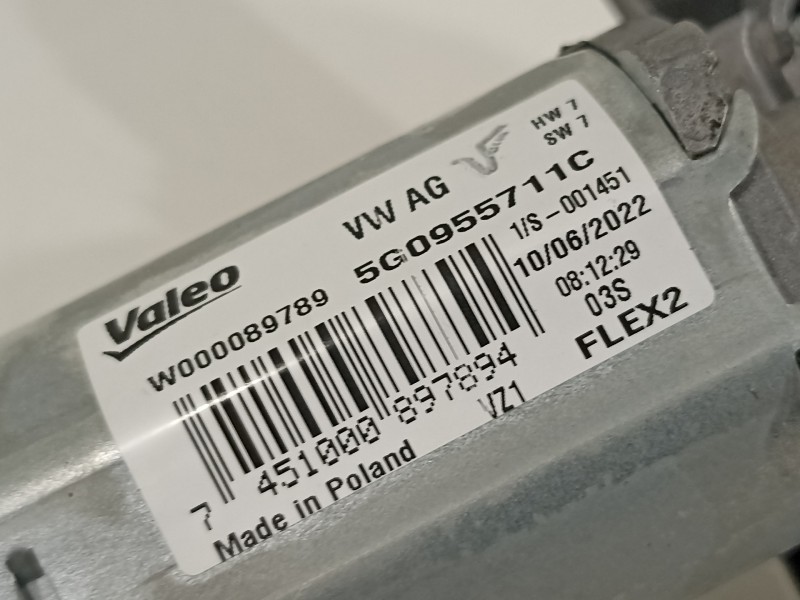 Valeo
VW AG
HW 7
SW 7
W000089789
5G0955711C
1/S-001451
10/06/2022
08:12:29
03S
FLEX2
7 451000 897894
VZ1
Made in Poland